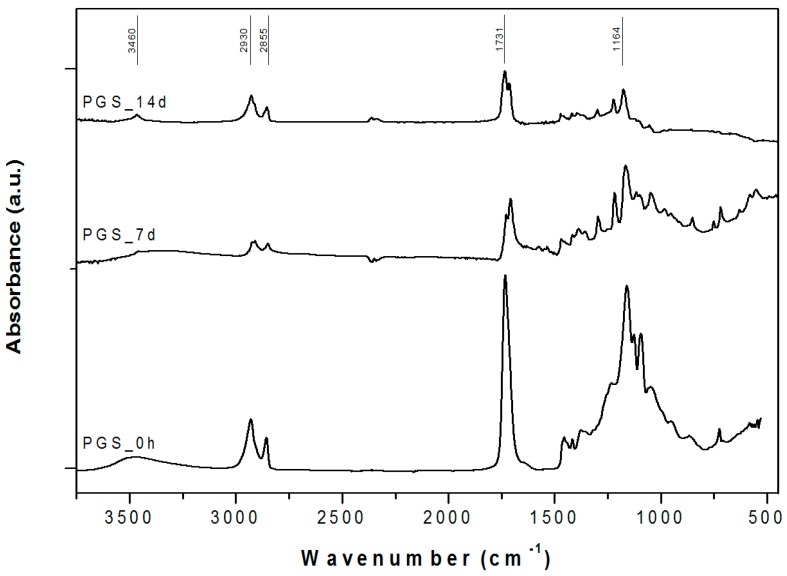 3460
2930
2855
1731
1164
PGS_14d
PGS_7d
PGS_0h
Absorbance (a.u.)
3500 3000 2500 2000 1500 1000 500
Wavenumber (cm⁻¹)